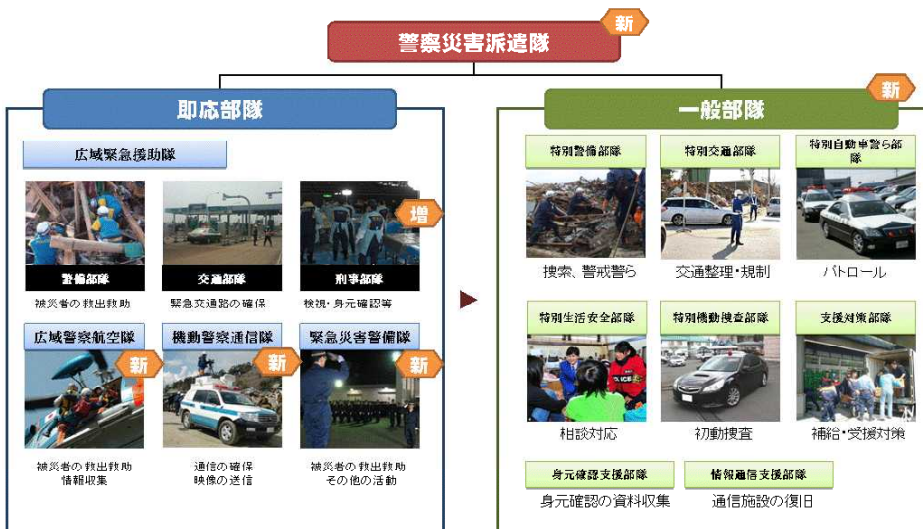 警察災害派遣隊
新
即応部隊
広域緊急援助隊
警備部隊
被災者の救出救助
交通部隊
緊急交通路の確保
増
刑事部隊
検視・身元確認等
広域警察航空隊
新
被災者の救出救助
情報収集
機動警察通信隊
新
通信の確保
映像の送信
緊急災害警備隊
新
被災者の救出救助
その他の活動
一般部隊
新
特別警備部隊
捜索、警戒警ら
特別交通部隊
交通整理・規制
特別自動車警ら部
隊
パトロール
特別生活安全部隊
相談対応
特別機動捜査部隊
初動捜査
支援対策部隊
補給・受援対策
身元確認支援部隊
身元確認の資料収集
情報通信支援部隊
通信施設の復旧